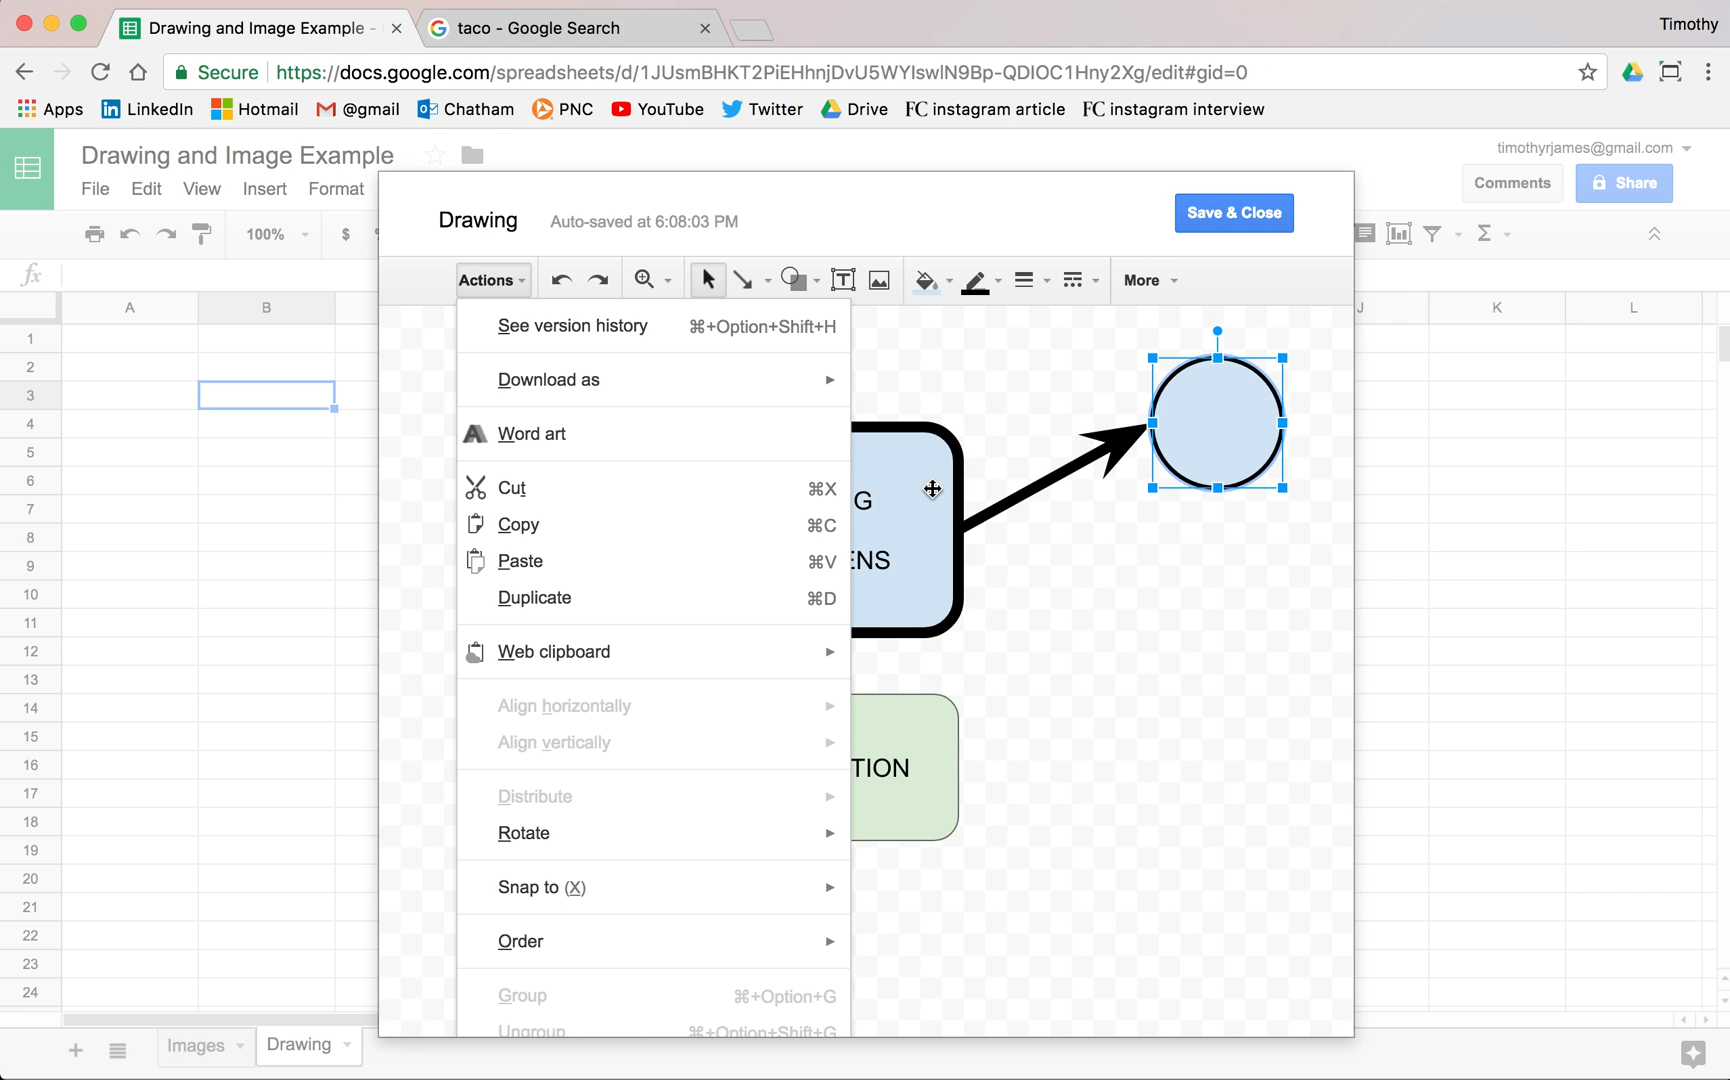 Drawing and Image Example -
taco - Google Search
Timothy
Secure https://docs.google.com/spreadsheets/d/1JUsmBHKT2PiEHhnjDvU5WYIswlN9Bp-QDIOC1Hny2Xg/edit#gid=0
Apps LinkedIn Hotmail @gmail Chatham PNC YouTube Twitter Drive FC instagram article FC instagram interview
Drawing and Image Example
timothyrjames@gmail.com
File Edit View Insert Format
Comments Share
Drawing Auto-saved at 6:08:03 PM Save & Close
100% $ %
Actions More
fx
A B J K L
See version history ⌘+Option+Shift+H
Download as
Word art
Cut ⌘X
Copy ⌘C
Paste ⌘V
Duplicate ⌘D
Web clipboard
Align horizontally
Align vertically
Distribute
Rotate
Snap to (X)
Order
Group ⌘+Option+G
Ungroup ⌘+Option+Shift+G
G
ENS
TION
1
2
3
4
5
6
7
8
9
10
11
12
13
14
15
16
17
18
19
20
21
22
23
24
Images Drawing